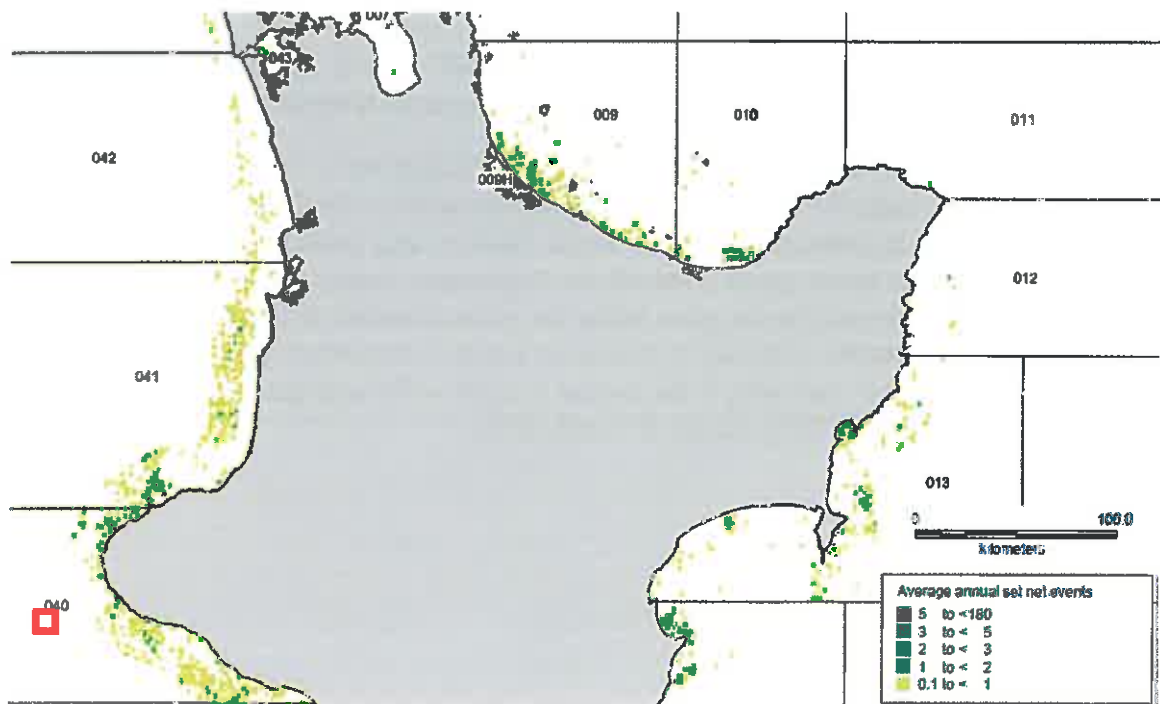 007
043
009
010
011
042
009H
012
041
013
0 100.0
kilometers
040
Average annual set net events
5 to <180
3 to < 5
2 to < 3
1 to < 2
0.1 to < 1